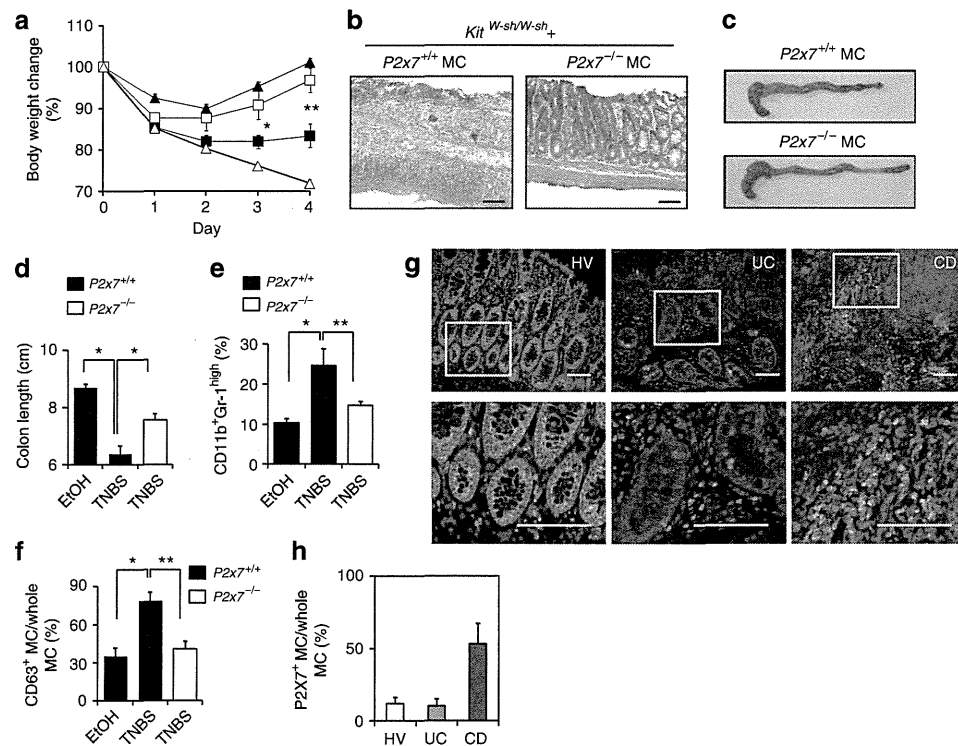 a
Body weight change
(%)
100
90
80
70
0 1 2 3 4
Day
*
**
b
Kit W-sh/W-sh+
P2x7+/+ MC
P2x7−/− MC
c
P2x7+/+ MC
P2x7−/− MC
d
P2x7+/+
P2x7−/−
Colon length (cm)
10
8
6
* *
EtOH TNBS TNBS
e
P2x7+/+
P2x7−/−
CD11b+Gr-1high (%)
30
20
10
0
* **
EtOH TNBS TNBS
f
P2x7+/+
P2x7−/−
CD63+ MC/whole
MC (%)
90
60
30
0
* **
EtOH TNBS TNBS
g
HV
UC
CD
h
P2X7+ MC/whole
MC (%)
100
50
0
HV UC CD